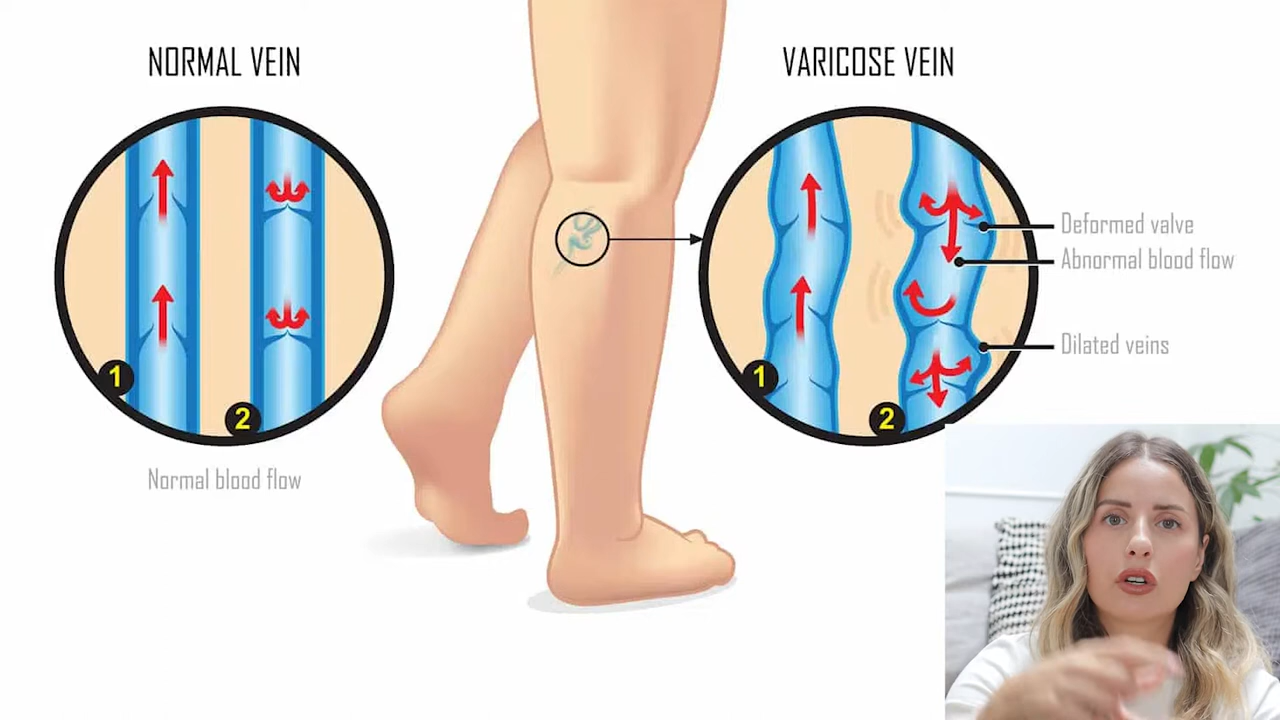 NORMAL VEIN
VARICOSE VEIN
1
2
Normal blood flow
1
2
Deformed valve
Abnormal blood flow
Dilated veins